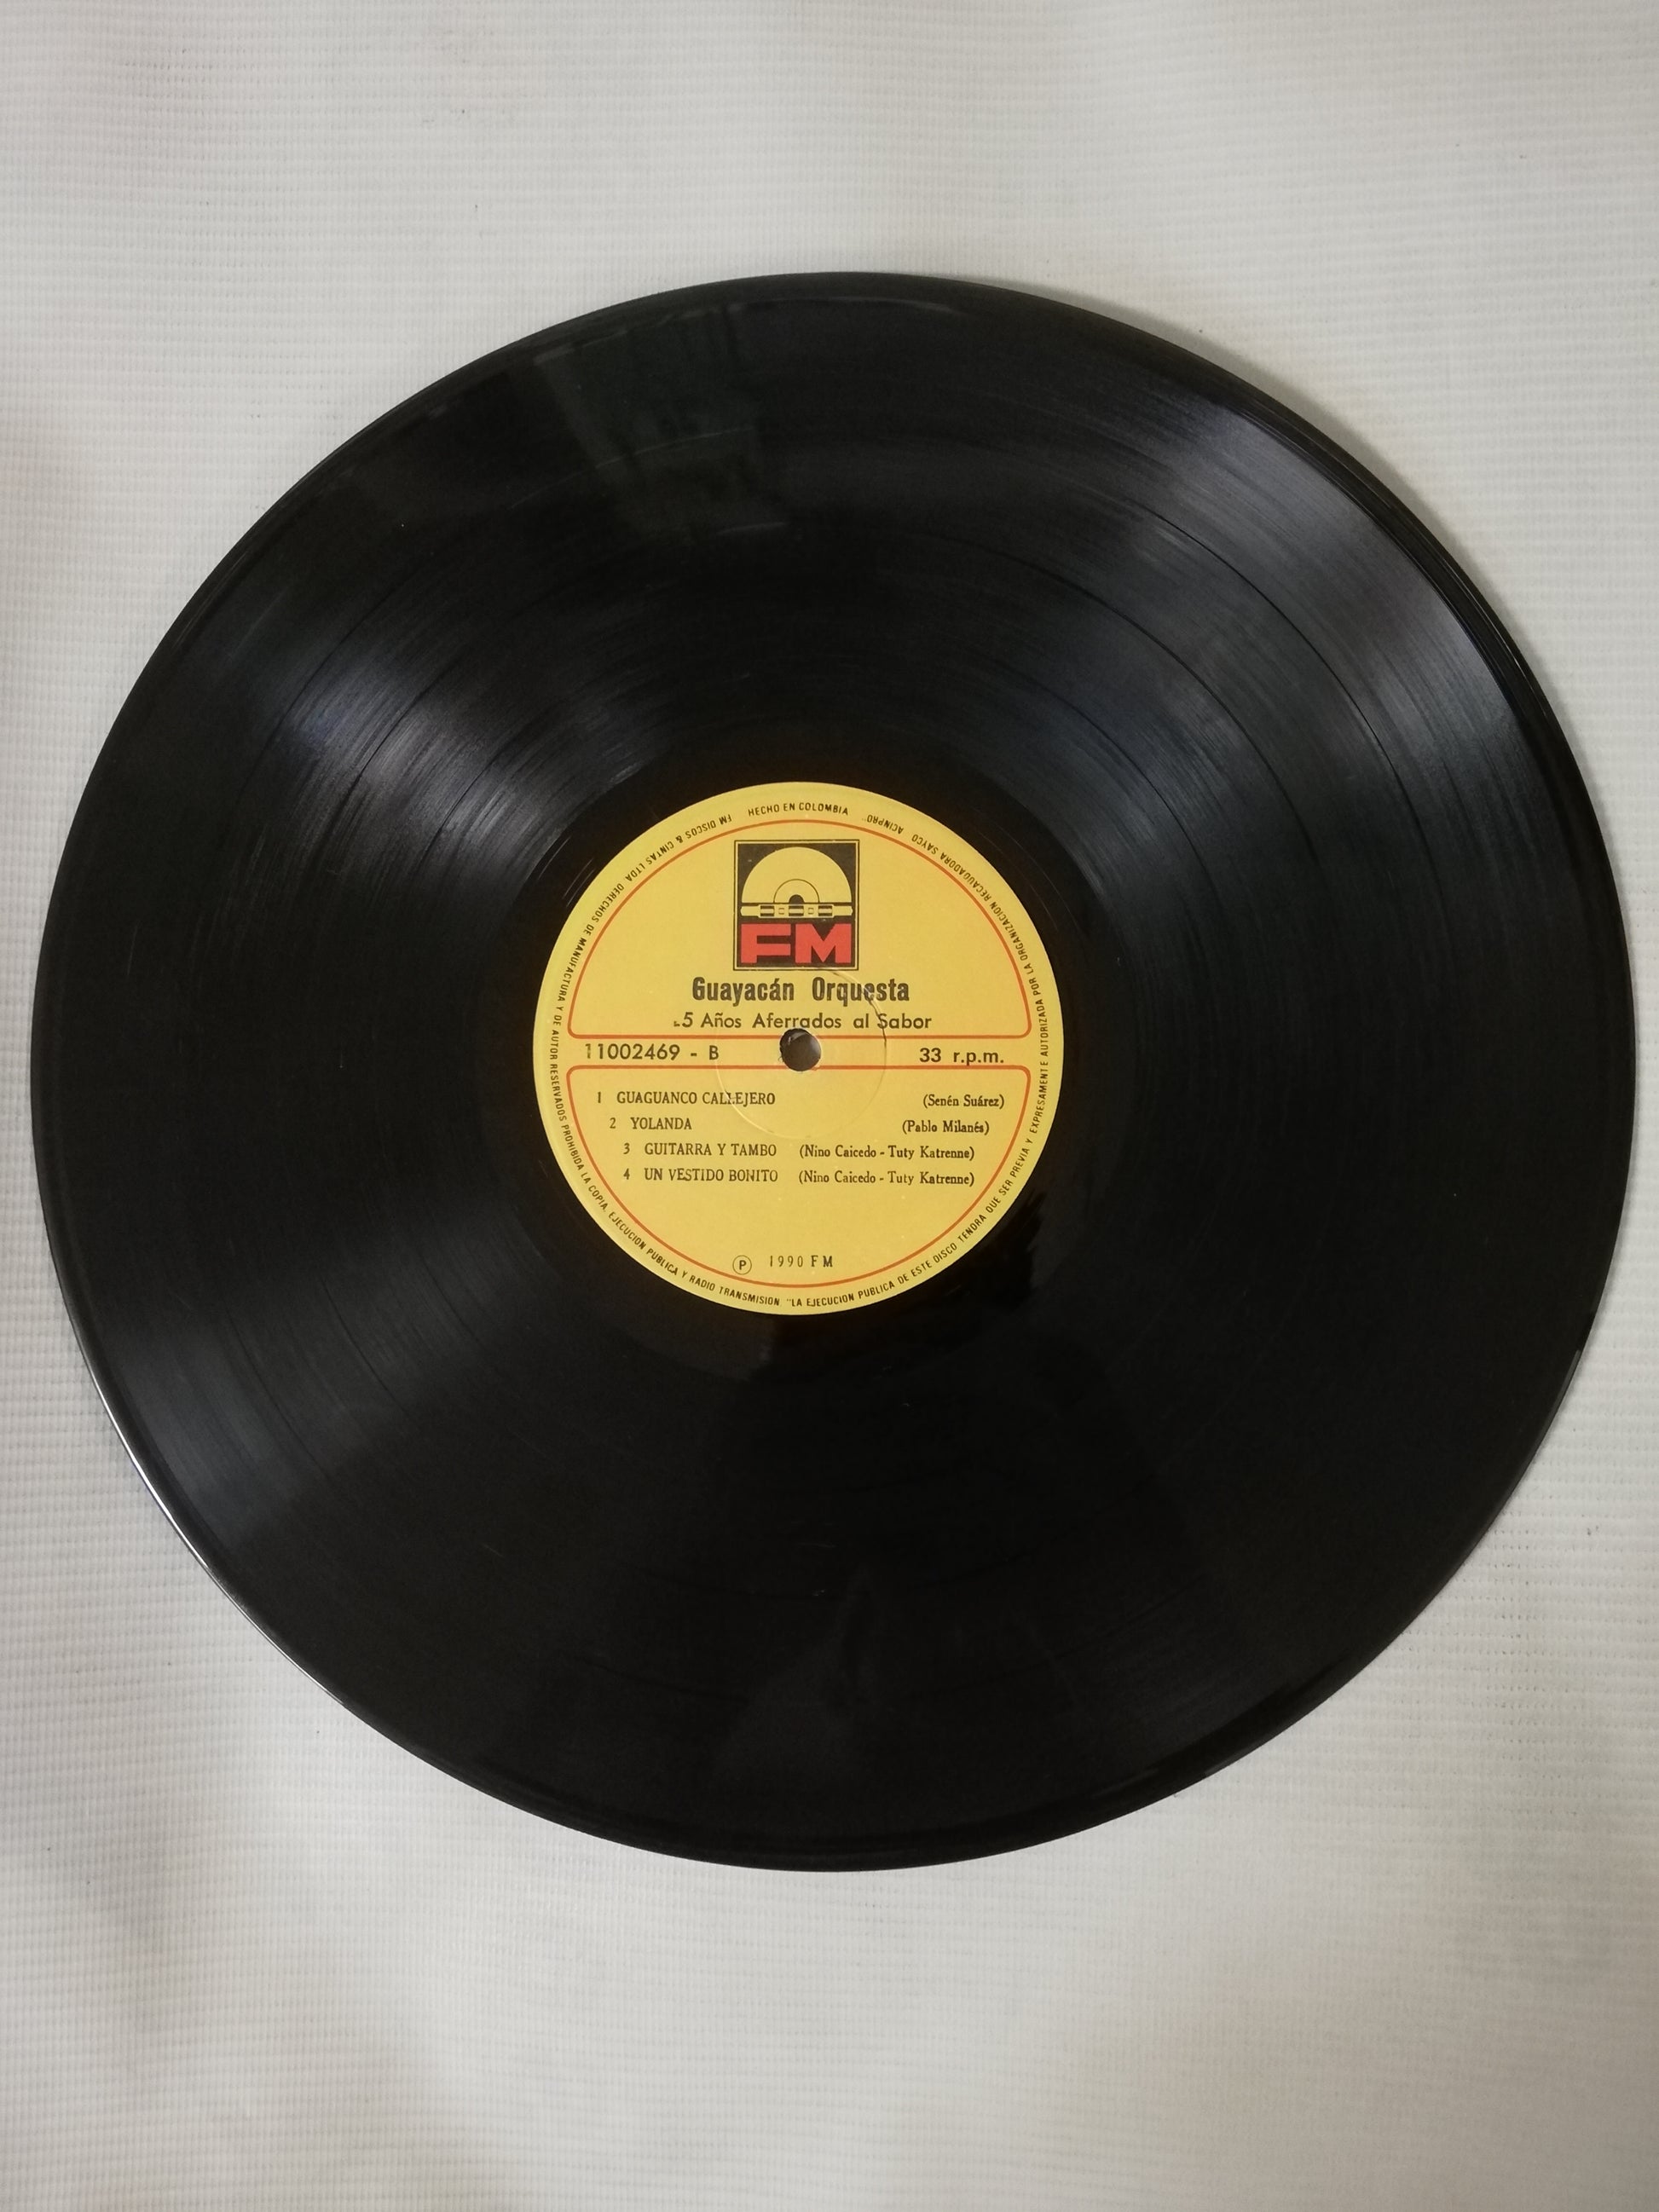 HECHO EN COLOMBIA
FM DISCOS & CINTAS LTDA DERECHOS DE MANUFACTURA Y DE AUTOR RESERVADOS PROHIBIDA LA COPIA, EJECUCION PUBLICA Y RADIO TRANSMISION "LA EJECUCION PUBLICA DE ESTE DISCO TENDRA QUE SER PREVIA Y EXPRESAMENTE AUTORIZADA POR LA ORGANIZACION RECAUDADORA SAYCO ACINPRO"
FM
Guayacán Orquesta
5 Años Aferrados al Sabor
11002469 - B 33 r.p.m.
1 GUAGUANCO CALLEJERO (Senén Suárez)
2 YOLANDA (Pablo Milanés)
3 GUITARRA Y TAMBO (Nino Caicedo - Tuty Katrenne)
4 UN VESTIDO BONITO (Nino Caicedo - Tuty Katrenne)
Ⓟ 1990 FM